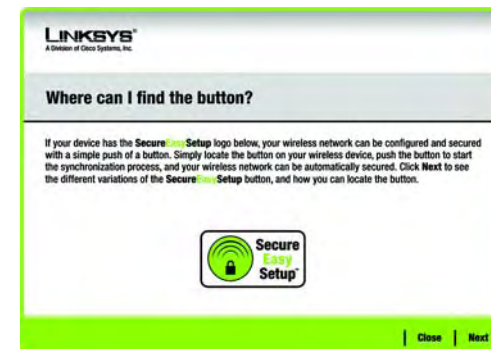 LINKSYS®
A Division of Cisco Systems, Inc.
Where can I find the button?
If your device has the SecureEasySetup logo below, your wireless network can be configured and secured
with a simple push of a button. Simply locate the button on your wireless device, push the button to start
the synchronization process, and your wireless network can be automatically secured. Click Next to see
the different variations of the SecureEasySetup button, and how you can locate the button.
Secure
Easy
Setup™
Close | Next